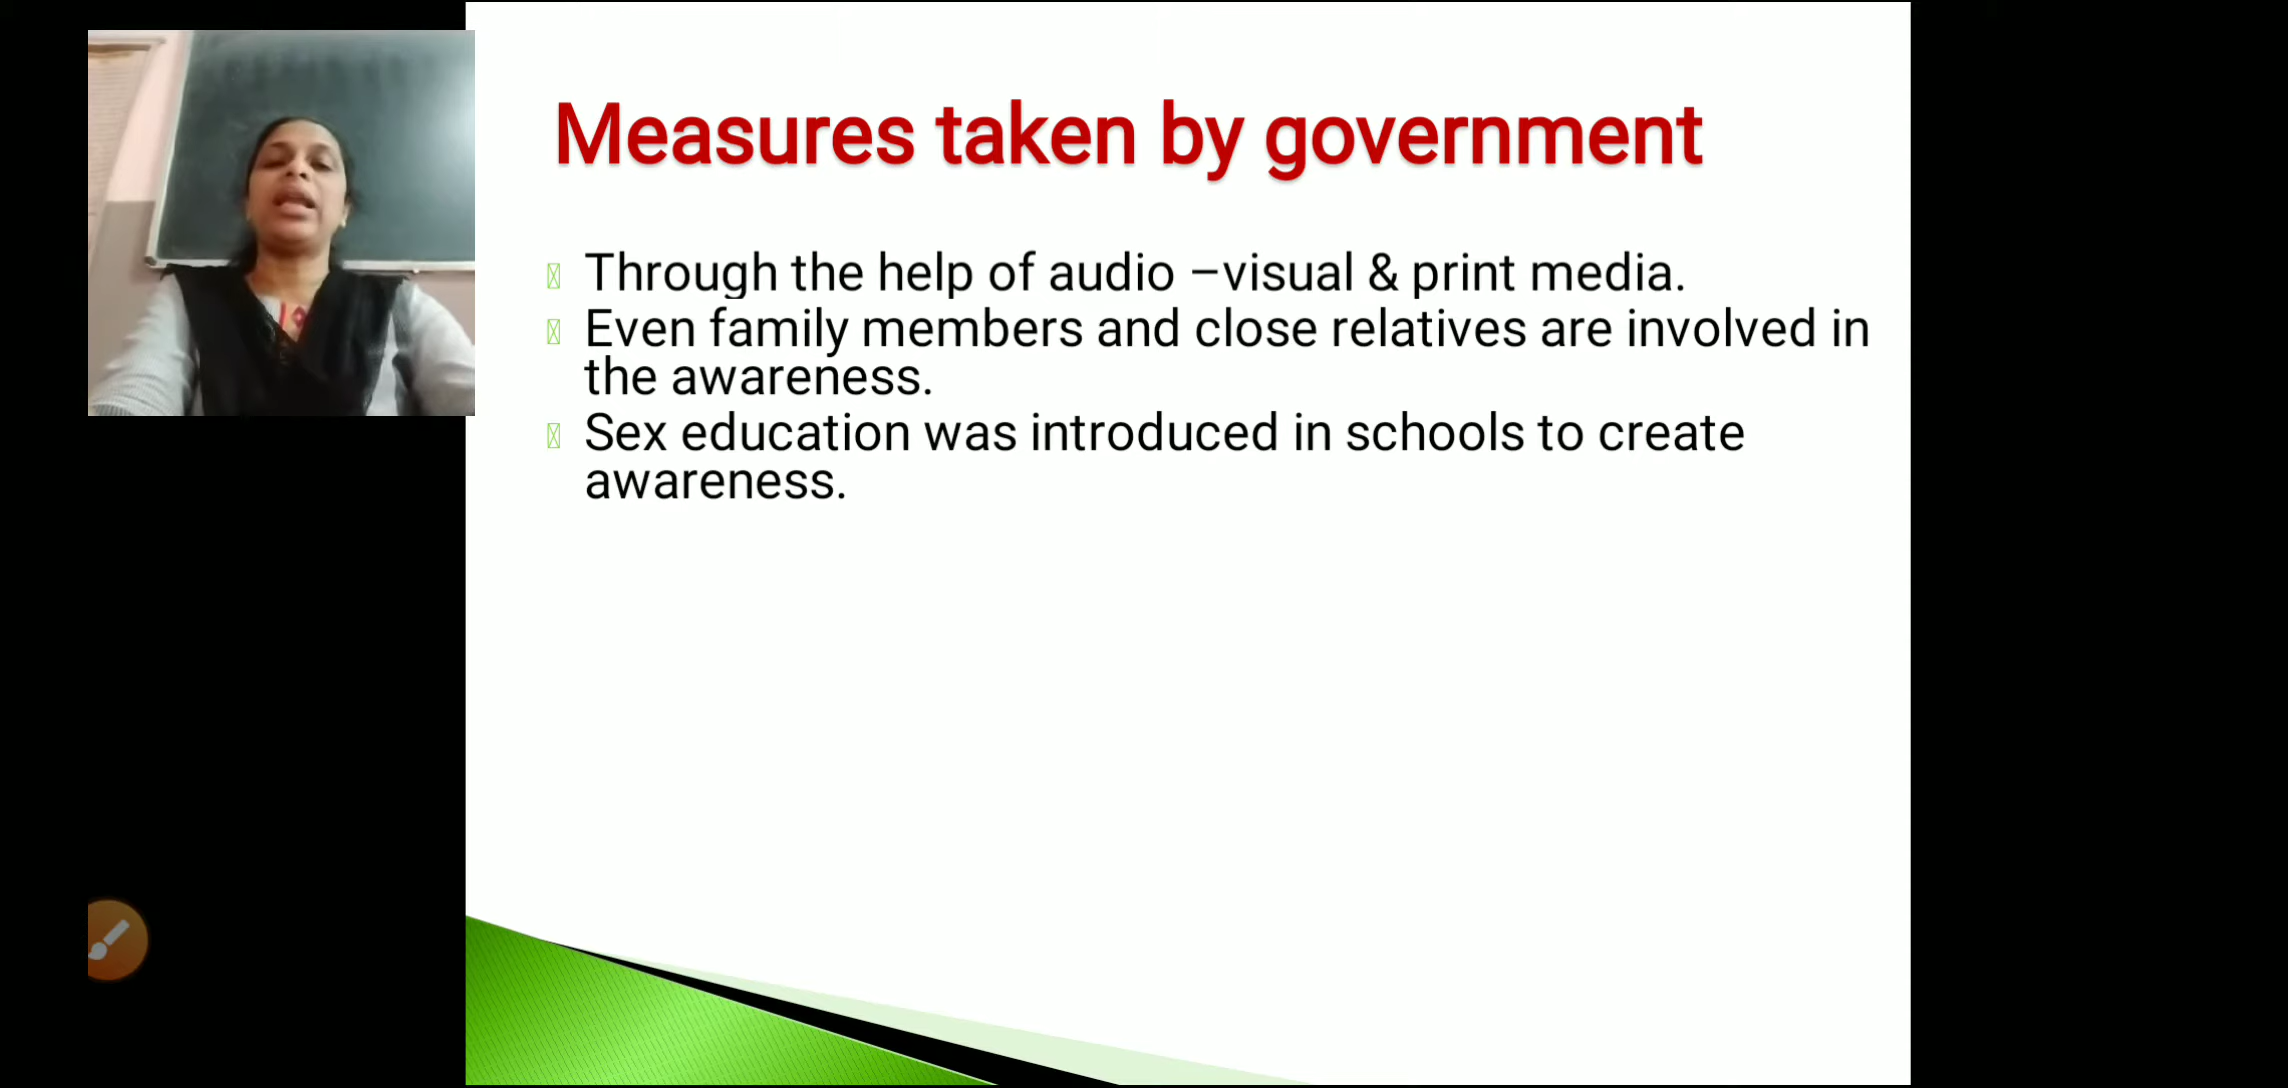 Measures taken by government
Through the help of audio –visual & print media.
Even family members and close relatives are involved in
the awareness.
Sex education was introduced in schools to create
awareness.